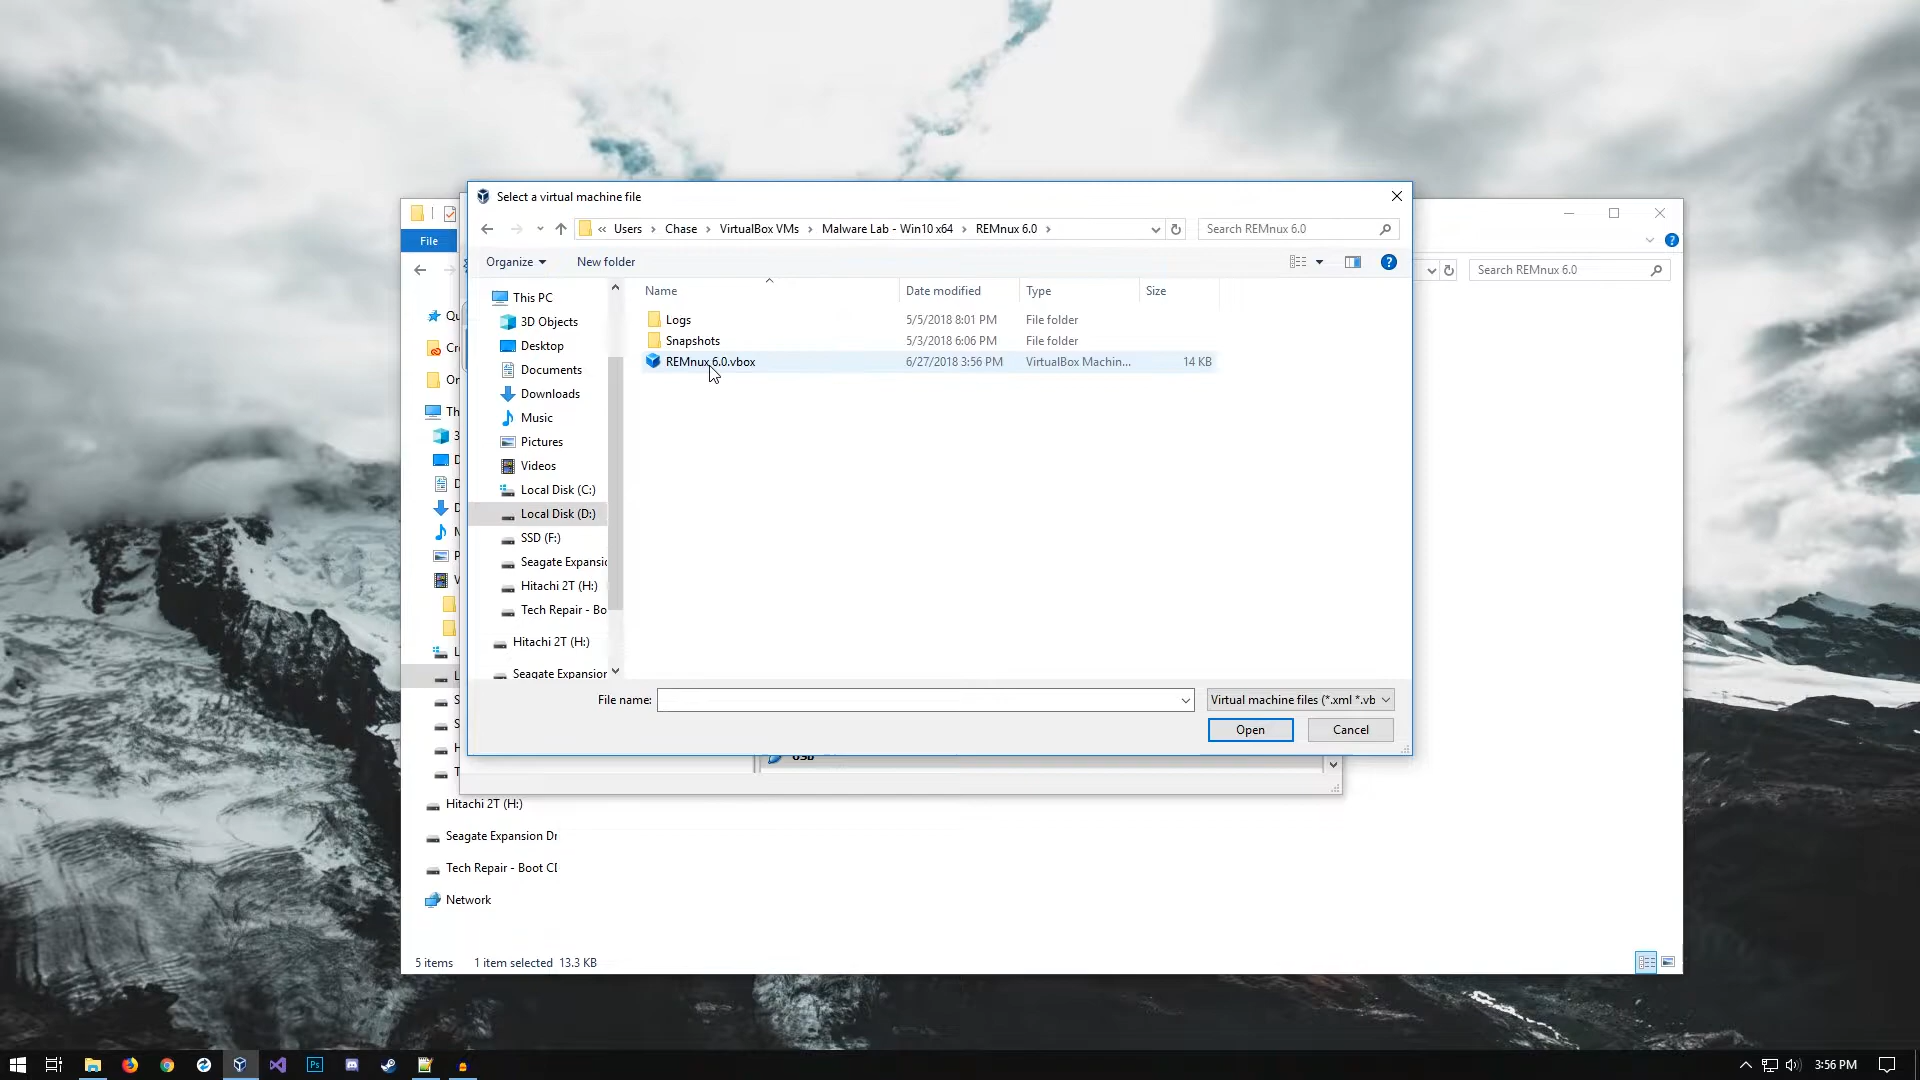 Select a virtual machine file
« Users > Chase > VirtualBox VMs > Malware Lab - Win10 x64 > REMnux 6.0 >
Search REMnux 6.0
File
Organize
New folder
Search REMnux 6.0
Name
Date modified
Type
Size
This PC
3D Objects
Desktop
Documents
Downloads
Music
Pictures
Videos
Local Disk (C:)
Local Disk (D:)
SSD (F:)
Seagate Expansic
Hitachi 2T (H:)
Tech Repair - Bo
Hitachi 2T (H:)
Seagate Expansior
Logs 5/5/2018 8:01 PM File folder
Snapshots 5/3/2018 6:06 PM File folder
REMnux 6.0.vbox 6/27/2018 3:56 PM VirtualBox Machin... 14 KB
File name:
Virtual machine files (*.xml *.vb
Open
Cancel
Hitachi 2T (H:)
Seagate Expansion Dr
Tech Repair - Boot CD
Network
5 items 1 item selected 13.3 KB
3:56 PM